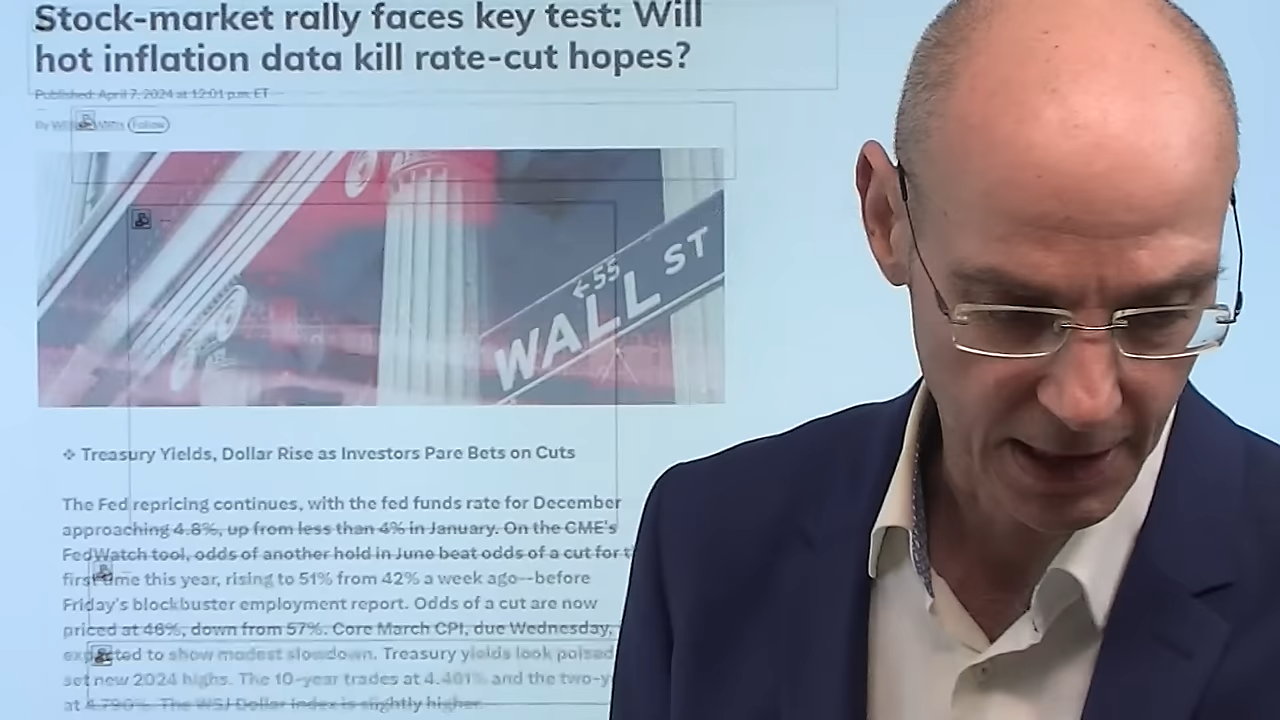 Stock-market rally faces key test: Will
hot inflation data kill rate-cut hopes?
Published: April 7, 2024 at 12:01 p.m. ET
By
Follow
←55
WALL ST
❖ Treasury Yields, Dollar Rise as Investors Pare Bets on Cuts
The Fed repricing continues, with the fed funds rate for December
approaching 4.8%, up from less than 4% in January. On the CME's
FedWatch tool, odds of another hold in June beat odds of a cut for t
first time this year, rising to 51% from 42% a week ago--before
Friday's blockbuster employment report. Odds of a cut are now
priced at 46%, down from 57%. Core March CPI, due Wednesday,
expected to show modest slowdown. Treasury yields look poised
set new 2024 highs. The 10-year trades at 4.461% and the two-y
at 4.790%. The WSJ Dollar Index is slightly higher.